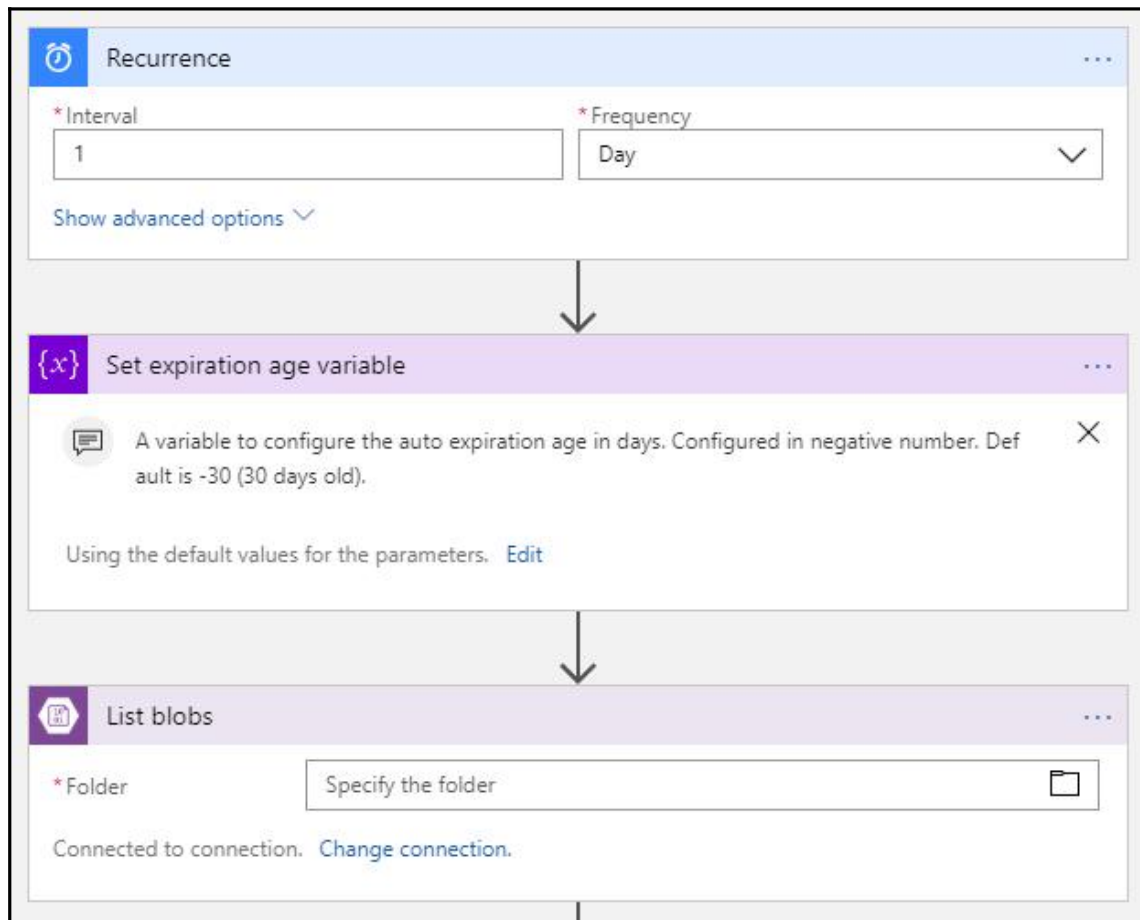 Recurrence
* Interval
* Frequency
1
Day
Show advanced options
{x} Set expiration age variable
A variable to configure the auto expiration age in days. Configured in negative number. Def
ault is -30 (30 days old).
Using the default values for the parameters. Edit
List blobs
* Folder
Specify the folder
Connected to connection. Change connection.